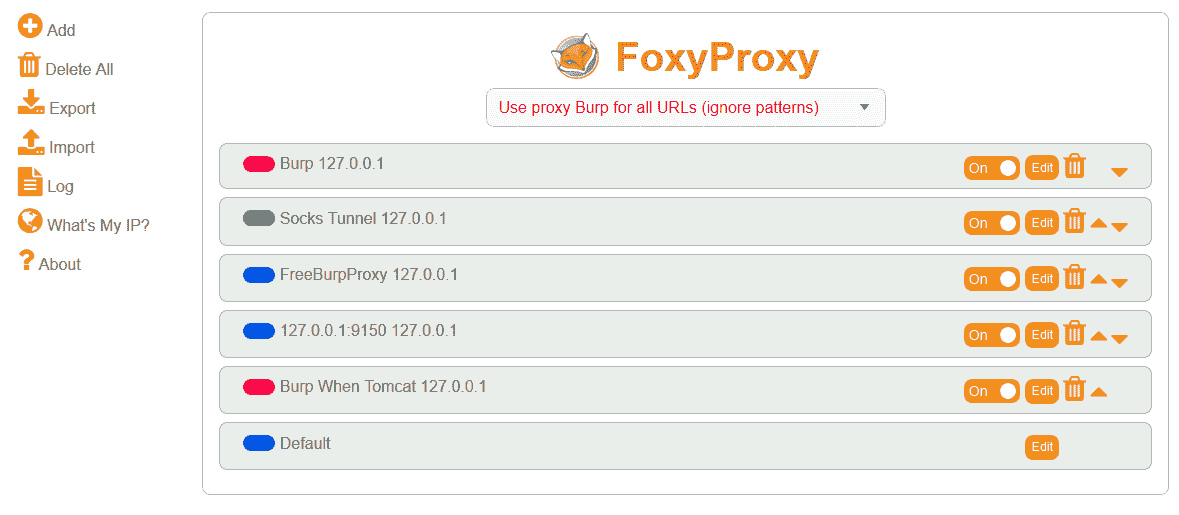 Add
Delete All
Export
Import
Log
What's My IP?
About
FoxyProxy
Use proxy Burp for all URLs (ignore patterns)
Burp 127.0.0.1 On Edit
Socks Tunnel 127.0.0.1 On Edit
FreeBurpProxy 127.0.0.1 On Edit
127.0.0.1:9150 127.0.0.1 On Edit
Burp When Tomcat 127.0.0.1 On Edit
Default Edit